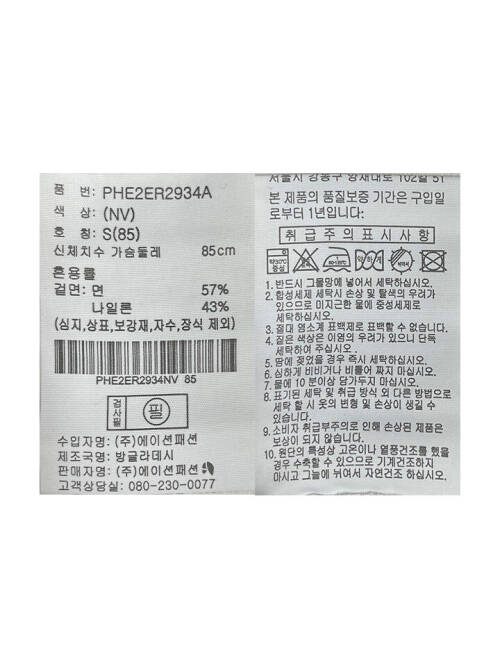 품 번: PHE2ER2934A
색 상: (NV)
호 칭: S(85)
신체치수 가슴둘레 85cm
혼용률
겉면: 면 57%
나일론 43%
(심지,상표,보강재,자수,장식 제외)
PHE2ER2934NV 85
검사필 핌
수입자명: (주)에이션패션
제조국명: 방글라데시
판매자명: (주)에이션패션
고객상담실: 080-230-0077
본 제품의 품질보증 기간은 구입일
로부터 1년입니다:
취급주의표시사항
약30℃
중성
1. 반드시 그물망에 넣어서 세탁하십시오.
2. 합성세제 세탁시 손상 및 탈색의 우려가
있으므로 미지근한 물에 중성세제로
세탁하십시오.
3. 절대 염소계 표백제로 표백할 수 없습니다.
4. 짙은 색상은 이염의 우려가 있으니 단독
세탁하여 주십시오.
5. 땀에 젖었을 경우 즉시 세탁하십시오.
6. 심하게 비비거나 비틀어 짜지 마십시오.
7. 물에 10분이상 담가두지 마십시오.
8. 표기된 세탁 및 취급 방식 외 다른 방법으로
세탁 할 시 옷의 변형 및 손상이 생길 수
있습니다.
9. 소비자 취급부주의로 인해 손상된 제품은
보상이 되지 않습니다.
10. 원단의 특성상 고온이나 열풍건조를 했을
경우 수축할 수 있으므로 기계건조하지
마시고 그늘에 뉘어서 자연건조 하십시오.